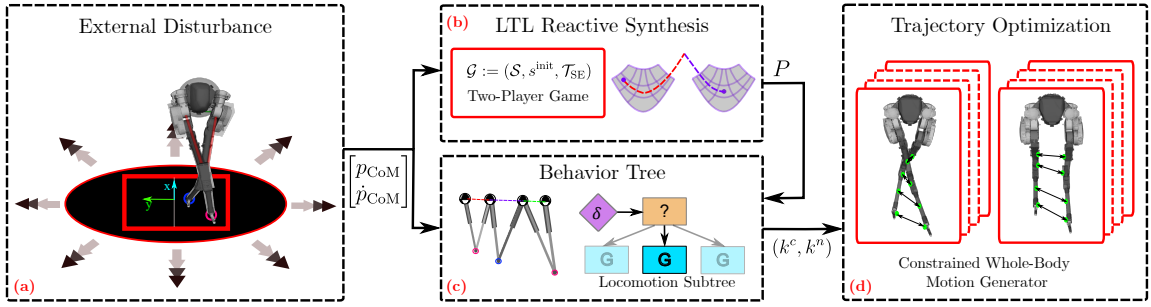 External Disturbance
x
y
(a)
[p_CoM
ṗ_CoM]
(b)
LTL Reactive Synthesis
𝒢 := (𝒮, s^init, 𝒯_SE)
Two-Player Game
P
Behavior Tree
δ
?
G
G
G
Locomotion Subtree
(c)
(k^c, k^n)
Trajectory Optimization
Constrained Whole-Body
Motion Generator
(d)